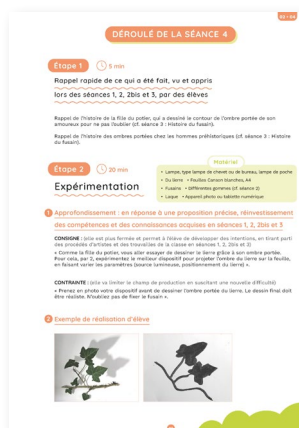 S3 - S4
DÉROULÉ DE LA SÉANCE 4
Étape 1
5 min
Rappel rapide de ce qui a été fait, vu et appris
lors des séances 1, 2, 2bis et 3, par des élèves
Rappel de l'histoire de la fille du potier, qui a dessiné le contour de l'ombre portée de son
amoureux pour ne pas l'oublier (cf. séance 3 : Histoire du fusain).
Rappel de l'histoire des ombres portées chez les hommes préhistoriques (cf. séance 3 : Histoire
du fusain).
Étape 2
20 min
Expérimentation
Matériel
• Lampe, type lampe de chevet ou de bureau, lampe de poche
• Du lierre • Feuilles Canson blanches, A4
• Fusains • Différentes gommes (cf. séance 2)
• Laque • Appareil photo ou tablette numérique
1 Approfondissement : en réponse à une proposition précise, réinvestissement
des compétences et des connaissances acquises en séances 1, 2, 2bis et 3
CONSIGNE : (elle est plus fermée et permet à l'élève de développer des intentions, en tirant parti
des procédés d'artistes et des trouvailles de la classe en séances 1, 2, 2bis et 3)
« Comme la fille du potier, vous allez essayer de dessiner le lierre grâce à son ombre portée.
Pour cela, par 2, expérimentez le meilleur dispositif pour projeter l'ombre du lierre sur la feuille,
en faisant varier les paramètres (source lumineuse, positionnement du lierre) ».
CONTRAINTE : (elle va limiter le champ de production en suscitant une nouvelle difficulté)
« Prenez en photo votre dispositif avant de dessiner l'ombre portée du lierre. Le dessin final doit
être réaliste. N'oubliez pas de fixer le fusain ».
2 Exemple de réalisation d'élève